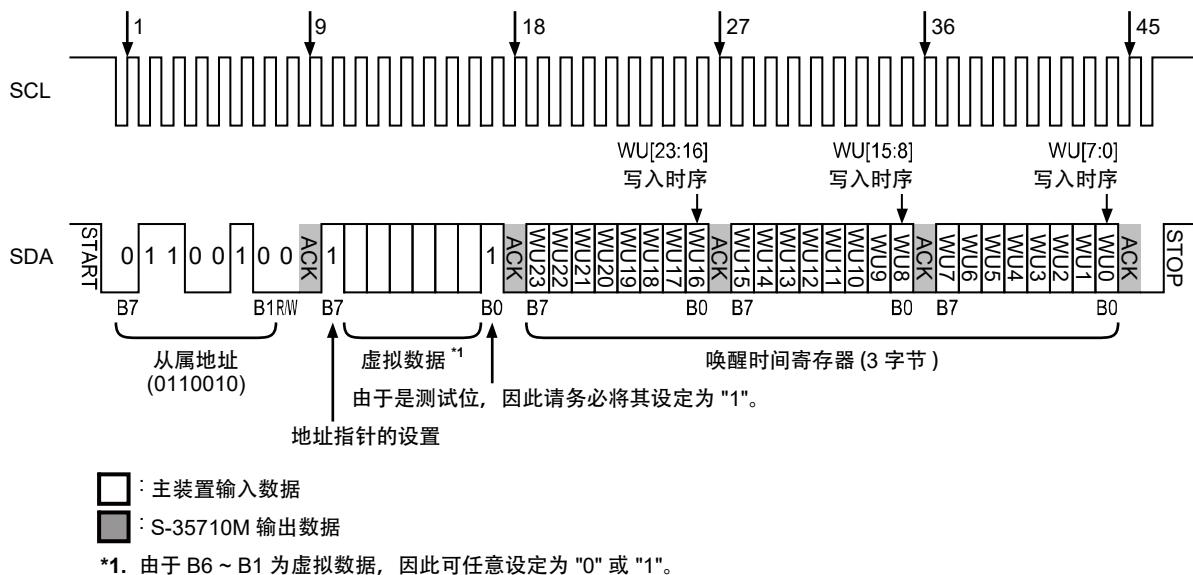 1 9 18 27 36 45
SCL
WU[23:16] WU[15:8] WU[7:0]
写入时序 写入时序 写入时序
SDA
START 0 1 1 0 0 1 0 0 ACK 1 1 ACK WU23 WU22 WU21 WU20 WU19 WU18 WU17 WU16 ACK WU15 WU14 WU13 WU12 WU11 WU10 WU9 WU8 ACK WU7 WU6 WU5 WU4 WU3 WU2 WU1 WU0 ACK STOP
B7 B1 R/W B7 B0 B7 B0 B7 B0 B7 B0
从属地址 虚拟数据 *1 唤醒时间寄存器 (3 字节 )
(0110010)
由于是测试位，因此请务必将其设定为 "1"。
地址指针的设置
: 主装置输入数据
: S-35710M 输出数据
*1. 由于 B6 ~ B1 为虚拟数据，因此可任意设定为 "0" 或 "1"。